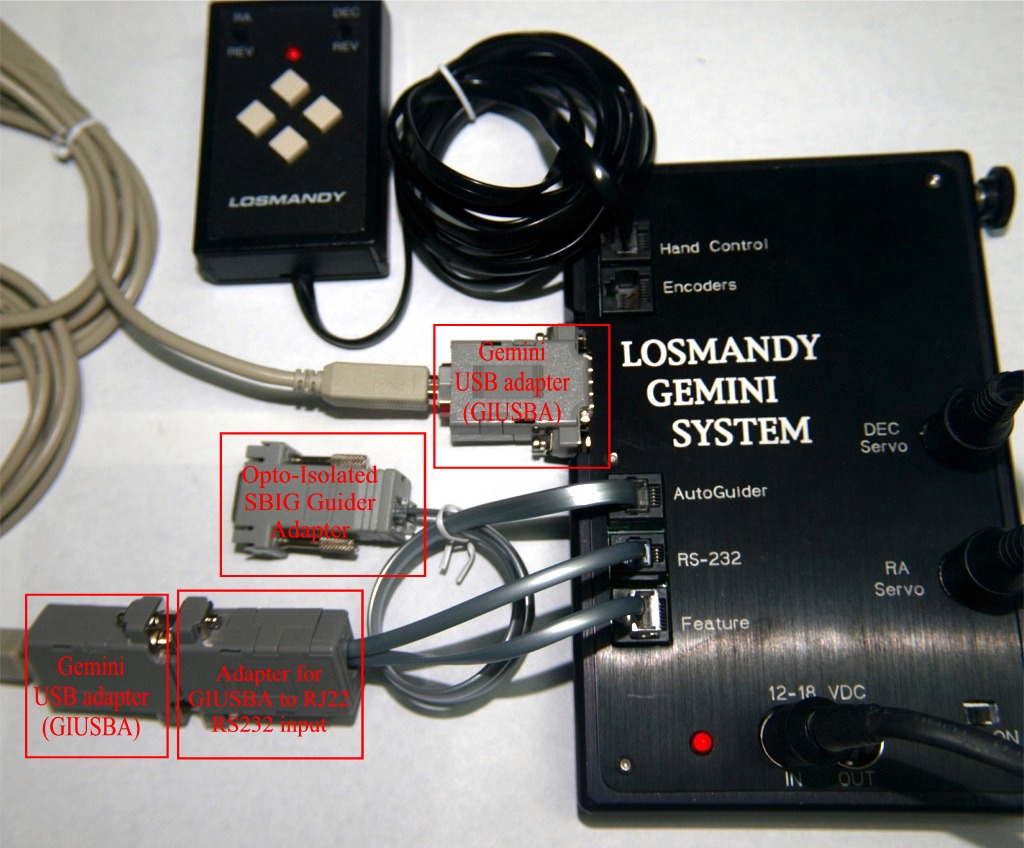 RA
DEC
REV
REV
LOSMANDY
Hand Control
Encoders
LOSMANDY
GEMINI
SYSTEM
DEC
Servo
Gemini
USB adapter
(GIUSBA)
Opto-Isolated
SBIG Guider
Adapter
AutoGuider
RS-232
RA
Servo
Feature
Gemini
USB adapter
(GIUSBA)
Adapter for
GIUSBA to RJ22
RS232 input
12-18 VDC
ON
IN
OUT